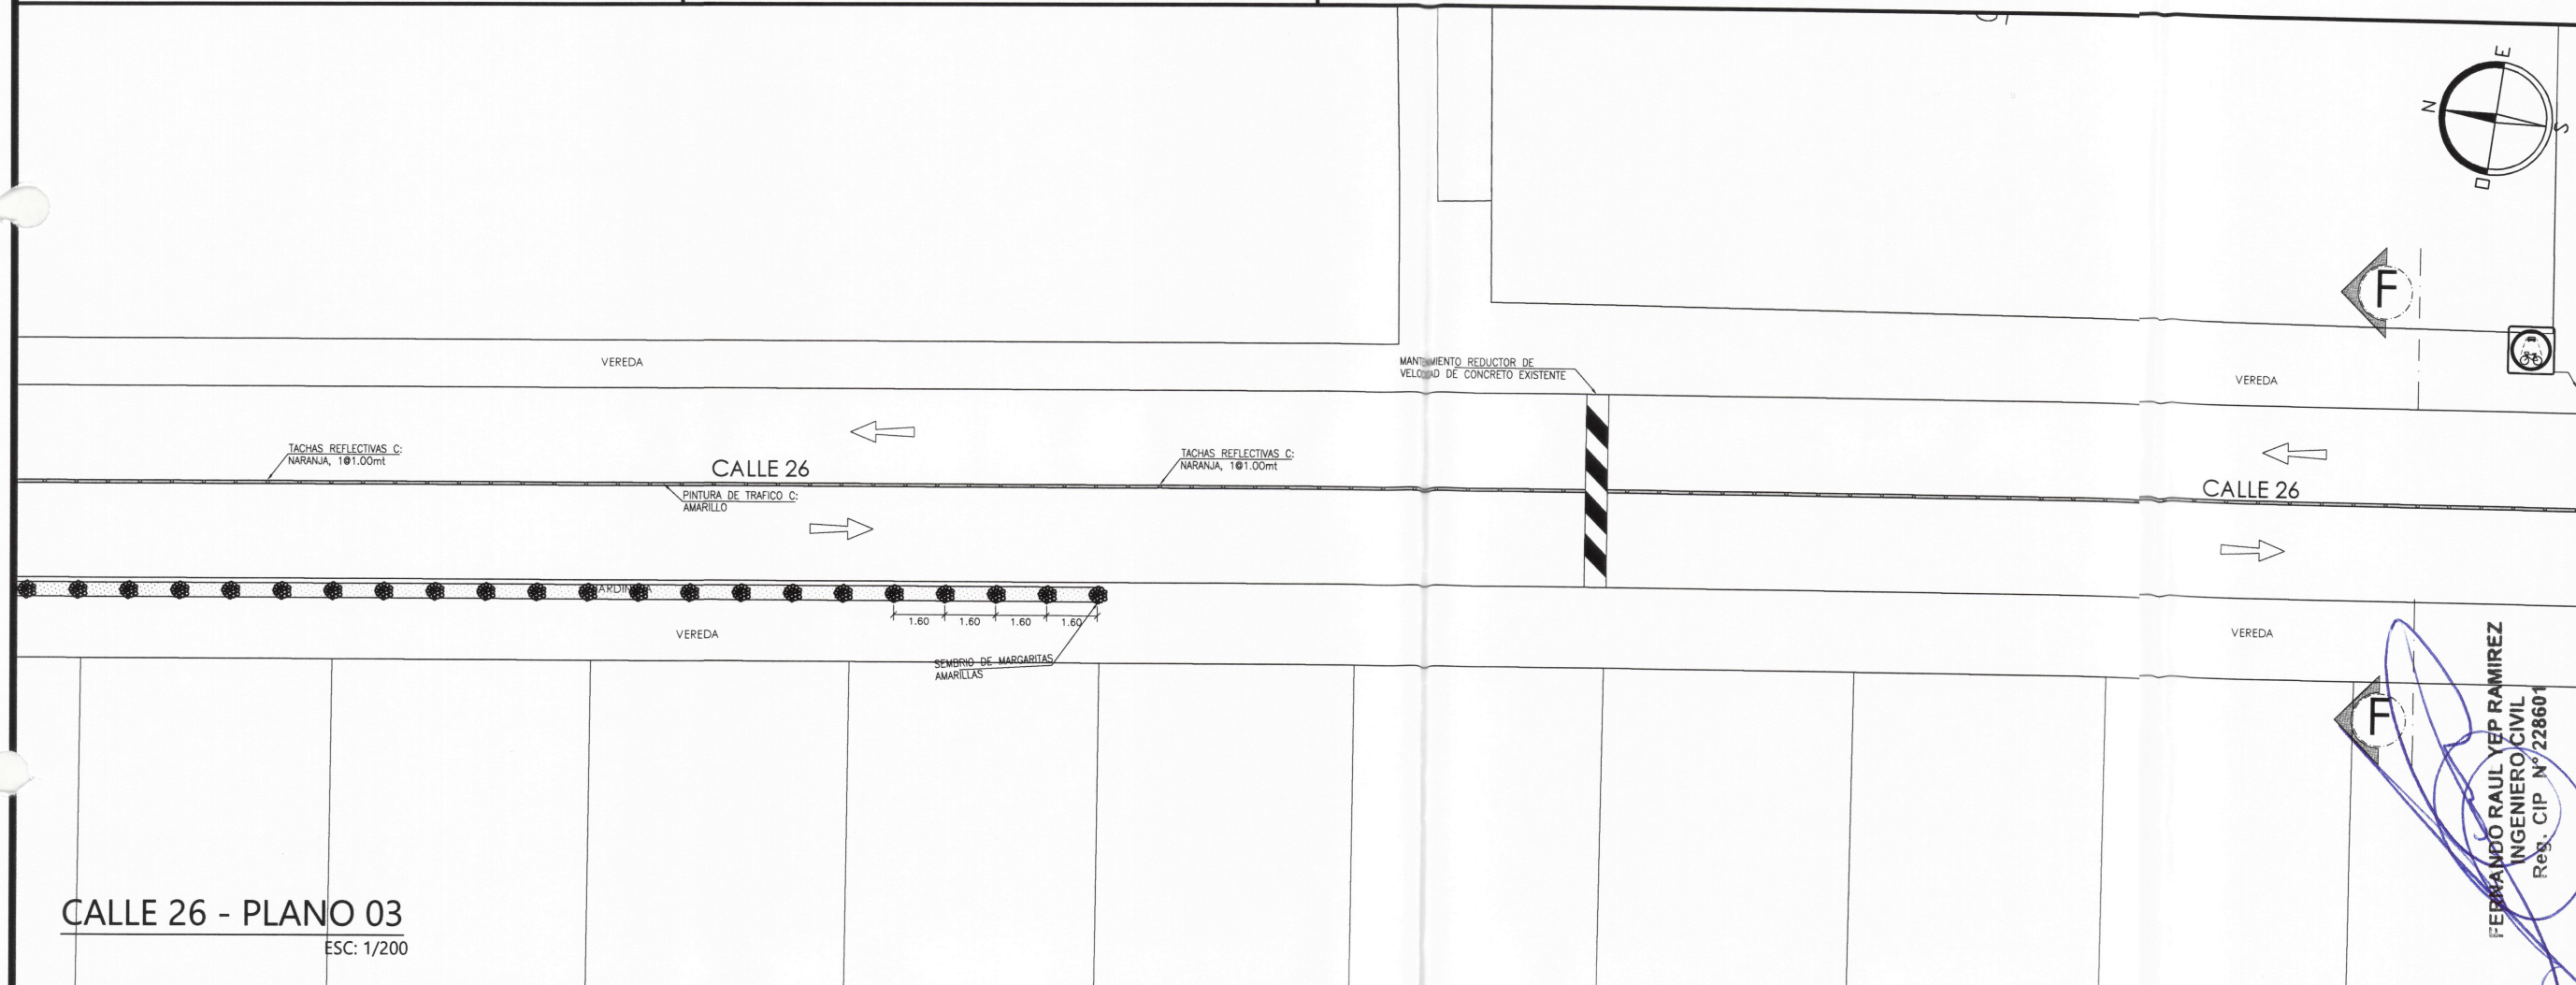 E
N
S
O
F
VEREDA
MANTENIMIENTO REDUCTOR DE
VELOCIDAD DE CONCRETO EXISTENTE
VEREDA
TACHAS REFLECTIVAS C:
NARANJA, 1@1.00mt
CALLE 26
TACHAS REFLECTIVAS C:
NARANJA, 1@1.00mt
PINTURA DE TRAFICO C:
AMARILLO
CALLE 26
1.60 1.60 1.60 1.60
VEREDA
VEREDA
SEMBRIO DE MARGARITAS
AMARILLAS
F
FERNANDO RAUL YEP RAMIREZ
INGENIERO CIVIL
Reg. CIP N° 228601
CALLE 26 - PLANO 03
ESC: 1/200